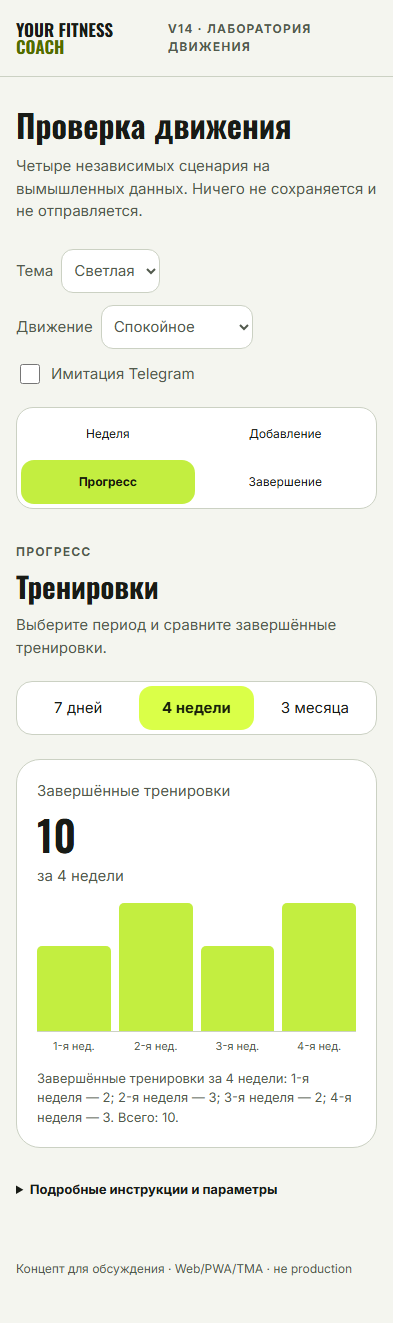 YOUR FITNESS
COACH
V14 · ЛАБОРАТОРИЯ
ДВИЖЕНИЯ
Проверка движения
Четыре независимых сценария на
вымышленных данных. Ничего не сохраняется и
не отправляется.
Тема Светлая
Движение Спокойное
Имитация Telegram
Неделя Добавление
Прогресс Завершение
ПРОГРЕСС
Тренировки
Выберите период и сравните завершённые
тренировки.
7 дней 4 недели 3 месяца
Завершённые тренировки
10
за 4 недели
1-я нед. 2-я нед. 3-я нед. 4-я нед.
Завершённые тренировки за 4 недели: 1-я
неделя — 2; 2-я неделя — 3; 3-я неделя — 2; 4-я
неделя — 3. Всего: 10.
Подробные инструкции и параметры
Концепт для обсуждения · Web/PWA/TMA · не production